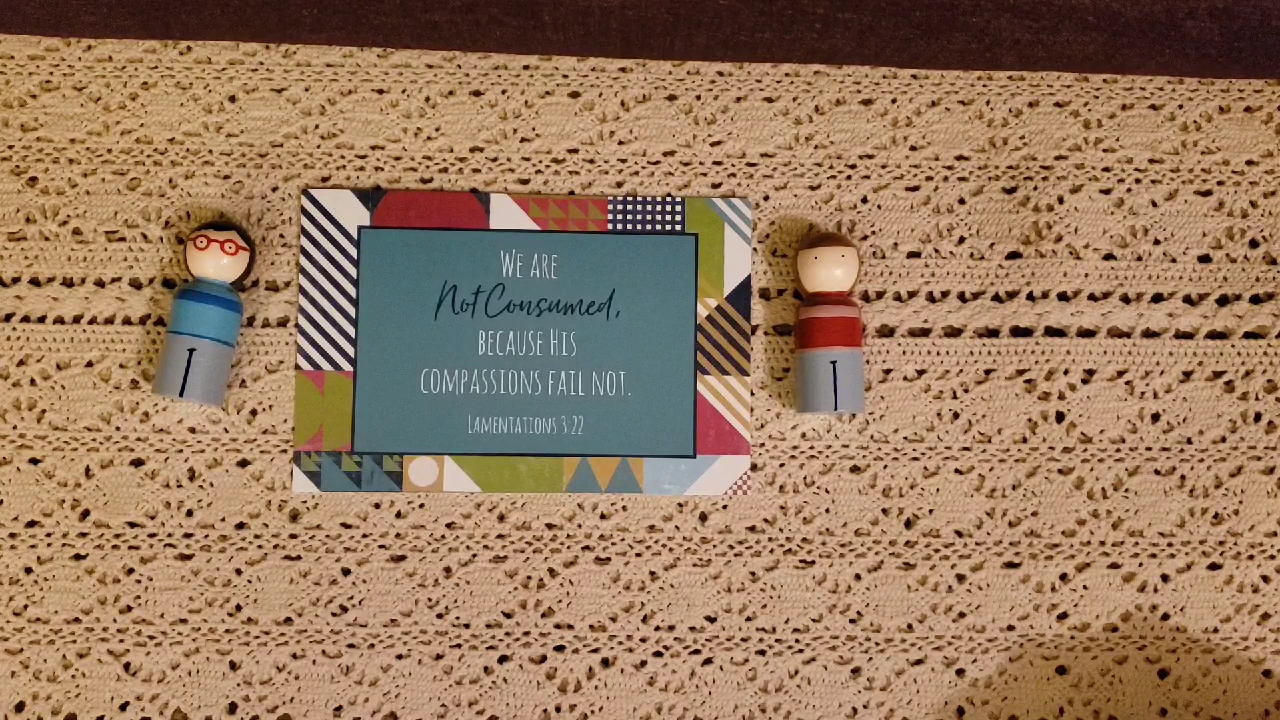 We are
Not Consumed,
because His
compassions fail not.
Lamentations 3:22